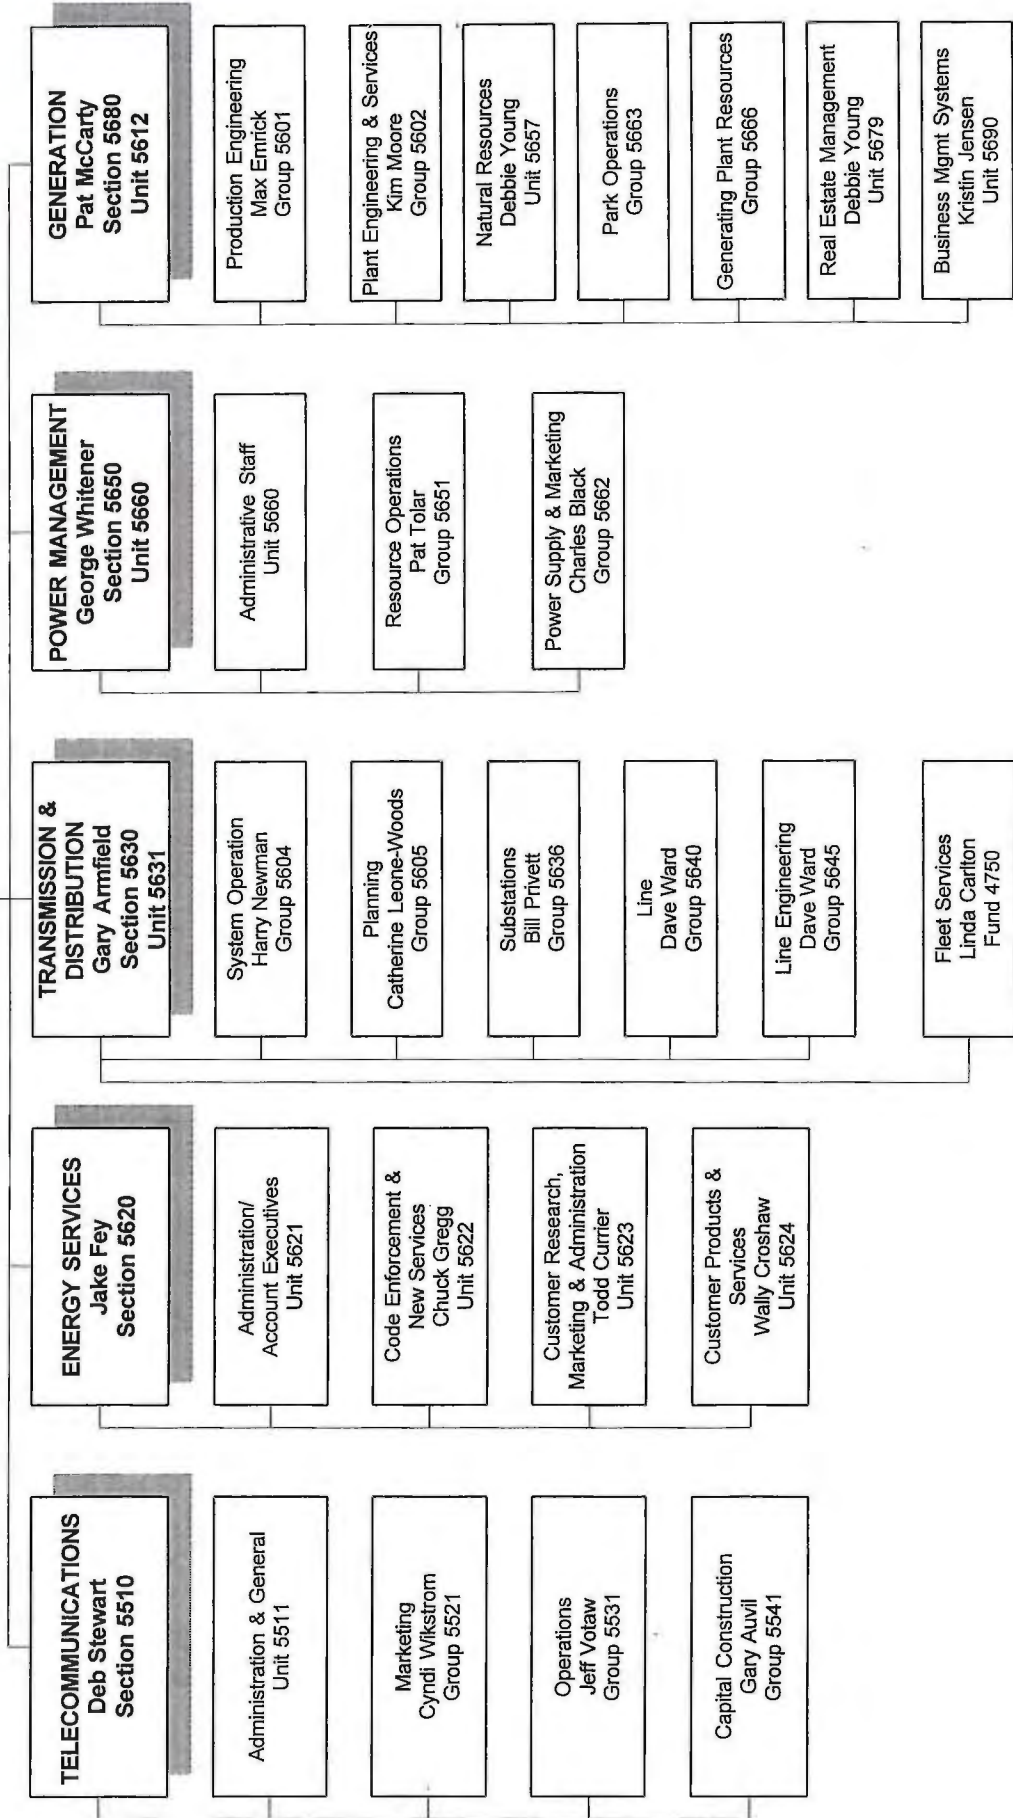 TELECOMMUNICATIONS
Deb Stewart
Section 5510
Administration & General
Unit 5511
Marketing
Cyndi Wikstrom
Group 5521
Operations
Jeff Votaw
Group 5531
Capital Construction
Gary Auvil
Group 5541
ENERGY SERVICES
Jake Fey
Section 5620
Administration/
Account Executives
Unit 5621
Code Enforcement &
New Services
Chuck Gregg
Unit 5622
Customer Research,
Marketing & Administration
Todd Currier
Unit 5623
Customer Products &
Services
Wally Croshaw
Unit 5624
TRANSMISSION &
DISTRIBUTION
Gary Armfield
Section 5630
Unit 5631
System Operation
Harry Newman
Group 5604
Planning
Catherine Leone-Woods
Group 5605
Substations
Bill Privett
Group 5636
Line
Dave Ward
Group 5640
Line Engineering
Dave Ward
Group 5645
Fleet Services
Linda Carlton
Fund 4750
POWER MANAGEMENT
George Whitener
Section 5650
Unit 5660
Administrative Staff
Unit 5660
Resource Operations
Pat Tolar
Group 5651
Power Supply & Marketing
Charles Black
Group 5662
GENERATION
Pat McCarty
Section 5680
Unit 5612
Production Engineering
Max Emrick
Group 5601
Plant Engineering & Services
Kim Moore
Group 5602
Natural Resources
Debbie Young
Unit 5657
Park Operations
Group 5663
Generating Plant Resources
Group 5666
Real Estate Management
Debbie Young
Unit 5679
Business Mgmt Systems
Kristin Jensen
Unit 5690